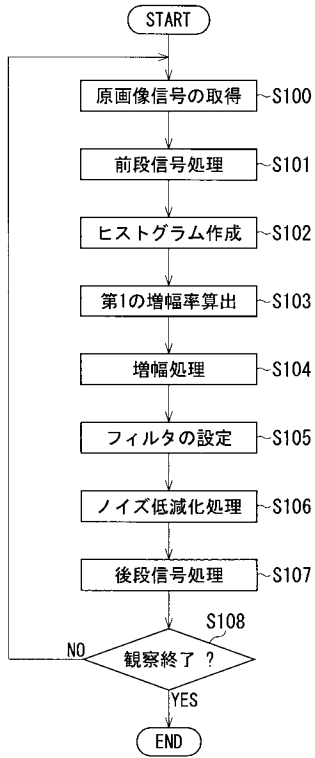 START
原画像信号の取得 S100
前段信号処理 S101
ヒストグラム作成 S102
第1の増幅率算出 S103
増幅処理 S104
フィルタの設定 S105
ノイズ低減化処理 S106
後段信号処理 S107
S108
観察終了 ?
NO
YES
END